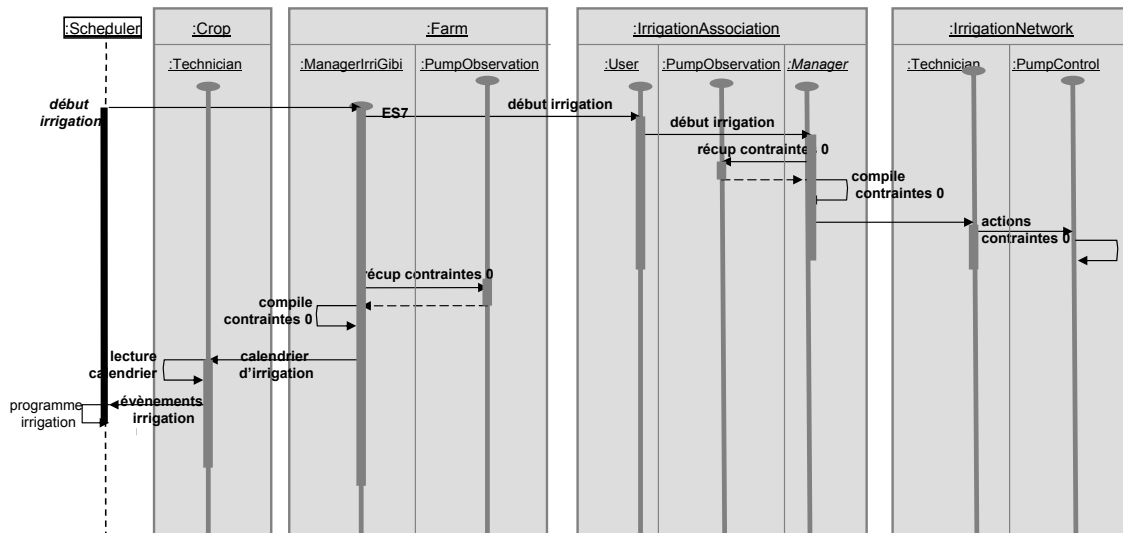 :Scheduler
:Crop
:Farm
:IrrigationAssociation
:IrrigationNetwork
:Technician
:ManagerIrriGibi
:PumpObservation
:User
:PumpObservation
:Manager
:Technician
:PumpControl
début
irrigation
ES7
début irrigation
début irrigation
récup contraintes 0
compile
contraintes 0
actions
contraintes 0
récup contraintes 0
compile
contraintes 0
lecture
calendrier
calendrier
d'irrigation
évènements
irrigation
programme
irrigation